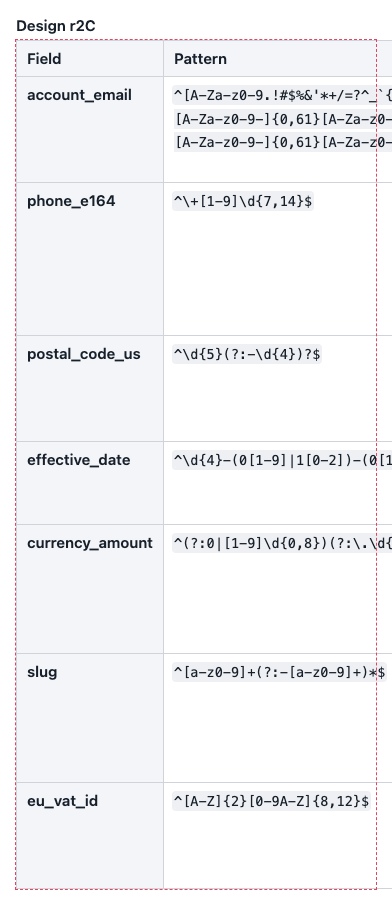 Design r2C
Field Pattern
account_email ^[A-Za-z0-9.!#$%&'*+/=?^_`{
[A-Za-z0-9-]{0,61}[A-Za-z0-
[A-Za-z0-9-]{0,61}[A-Za-z0-
phone_e164 ^\+[1-9]\d{7,14}$
postal_code_us ^\d{5}(?:-\d{4})?$
effective_date ^\d{4}-(0[1-9]|1[0-2])-(0[1
currency_amount ^(?:0|[1-9]\d{0,8})(?:\.\d{
slug ^[a-z0-9]+(?:-[a-z0-9]+)*$
eu_vat_id ^[A-Z]{2}[0-9A-Z]{8,12}$